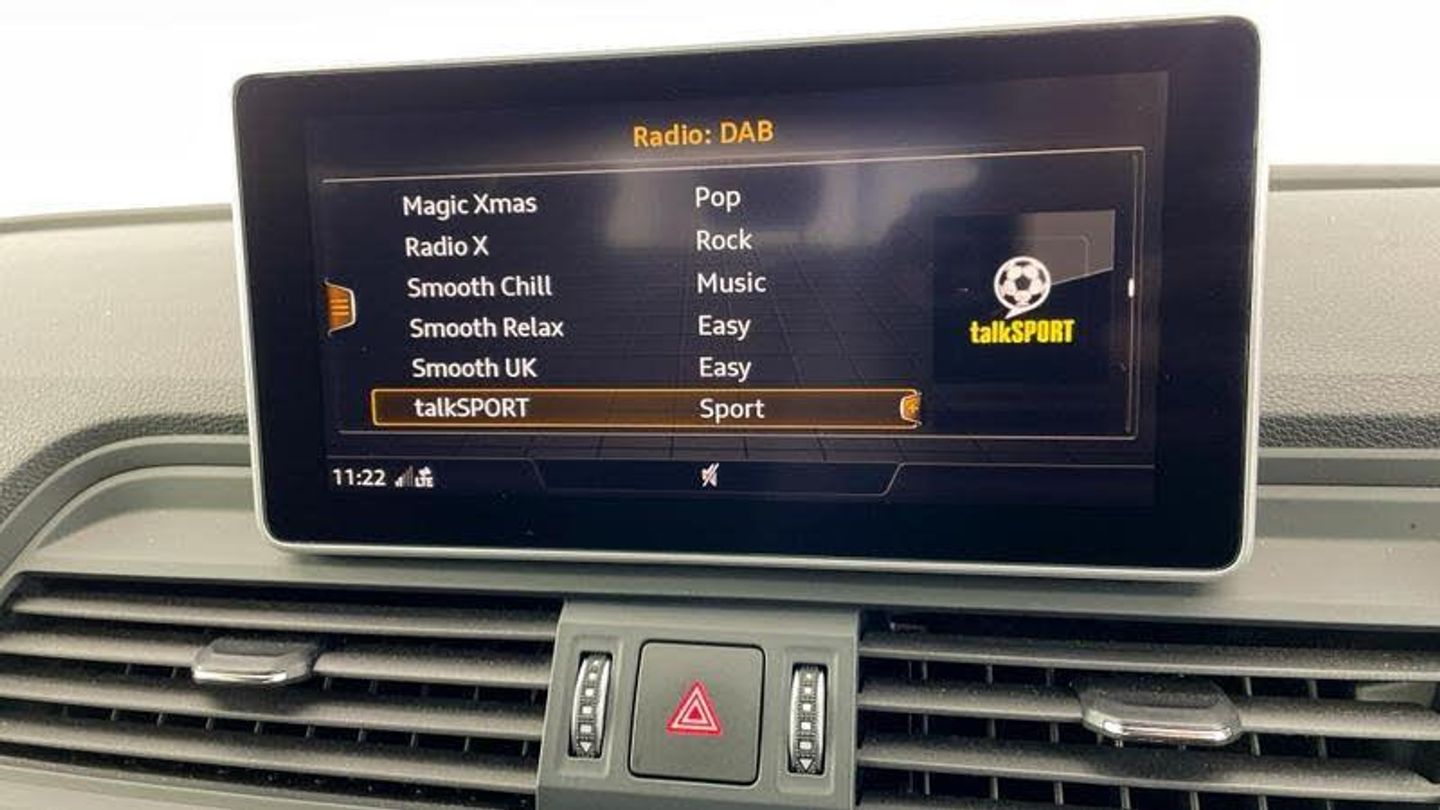 Radio: DAB
Magic Xmas Pop
Radio X Rock
Smooth Chill Music
Smooth Relax Easy
Smooth UK Easy
talkSPORT Sport
talkSPORT
11:22 LTE